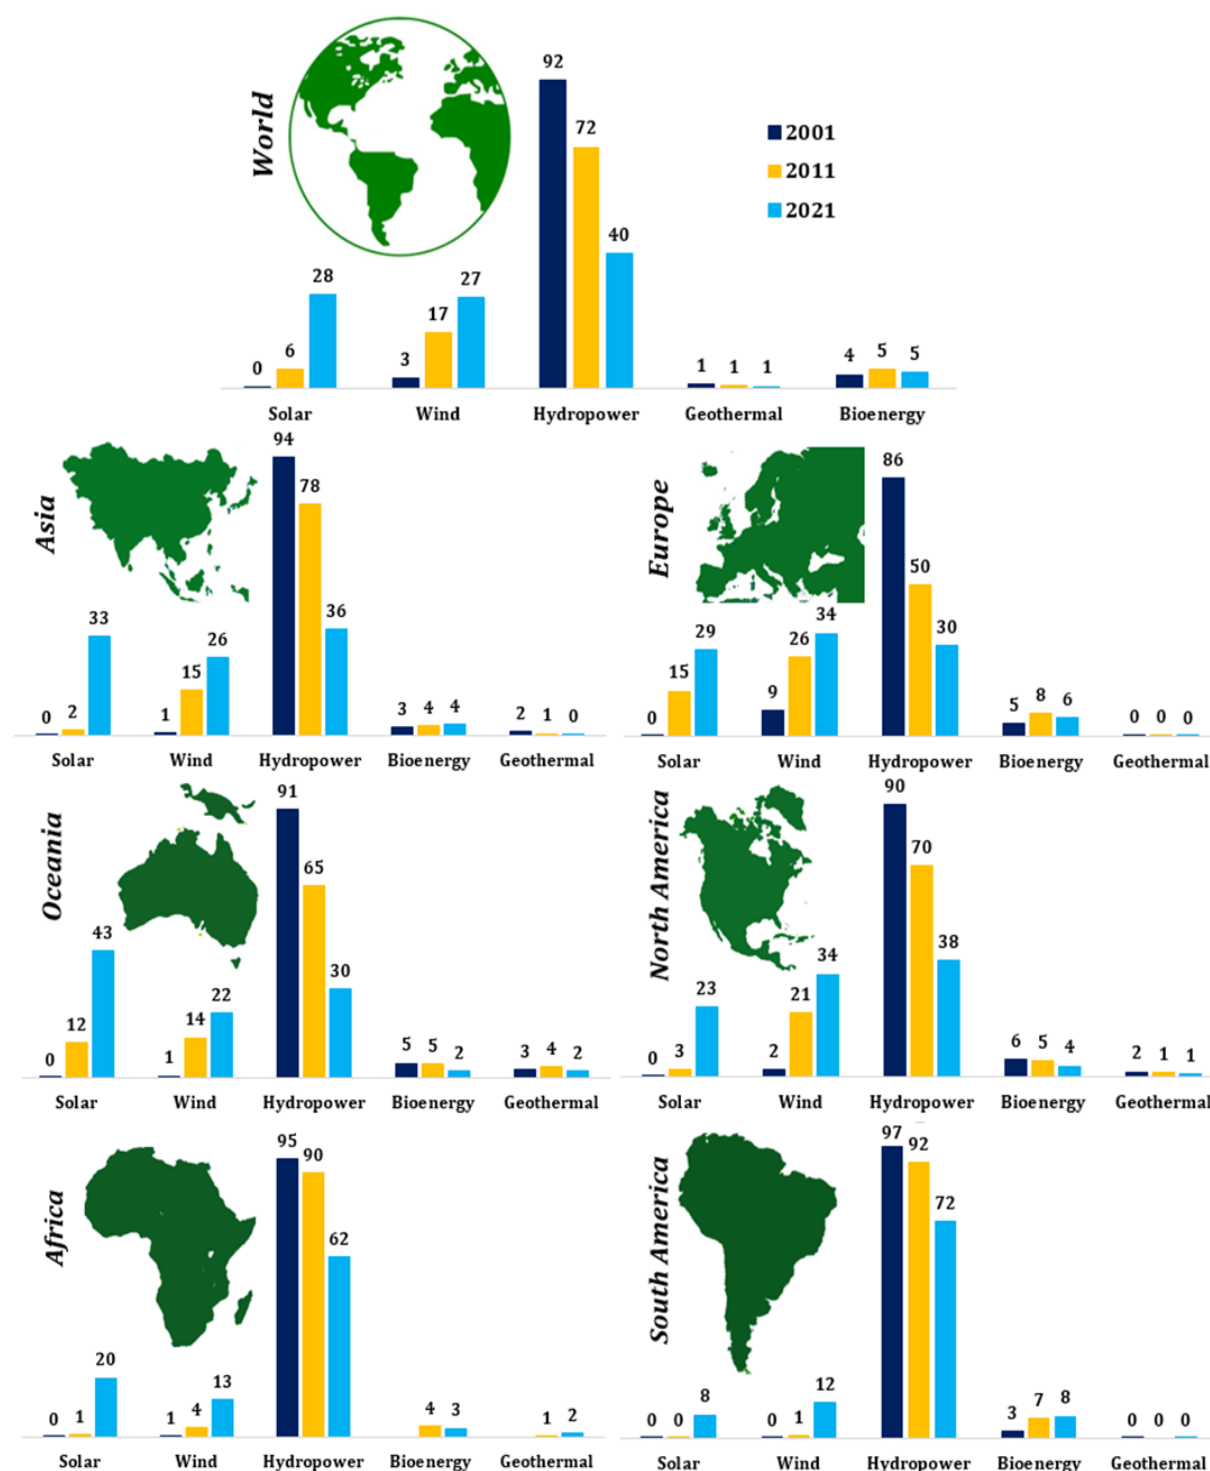 World
2001
2011
2021
0 6 28 3 17 27 92 72 40 1 1 1 4 5 5
Solar Wind Hydropower Geothermal Bioenergy
Asia
0 2 33 1 15 26 94 78 36 3 4 4 2 1 0
Solar Wind Hydropower Bioenergy Geothermal
Europe
0 15 29 9 26 34 86 50 30 5 8 6 0 0 0
Solar Wind Hydropower Bioenergy Geothermal
Oceania
0 12 43 1 14 22 91 65 30 5 5 2 3 4 2
Solar Wind Hydropower Bioenergy Geothermal
North America
0 3 23 2 21 34 90 70 38 6 5 4 2 1 1
Solar Wind Hydropower Bioenergy Geothermal
Africa
0 1 20 1 4 13 95 90 62 4 3 1 2
Solar Wind Hydropower Bioenergy Geothermal
South America
0 0 8 0 1 12 97 92 72 3 7 8 0 0 0
Solar Wind Hydropower Bioenergy Geothermal